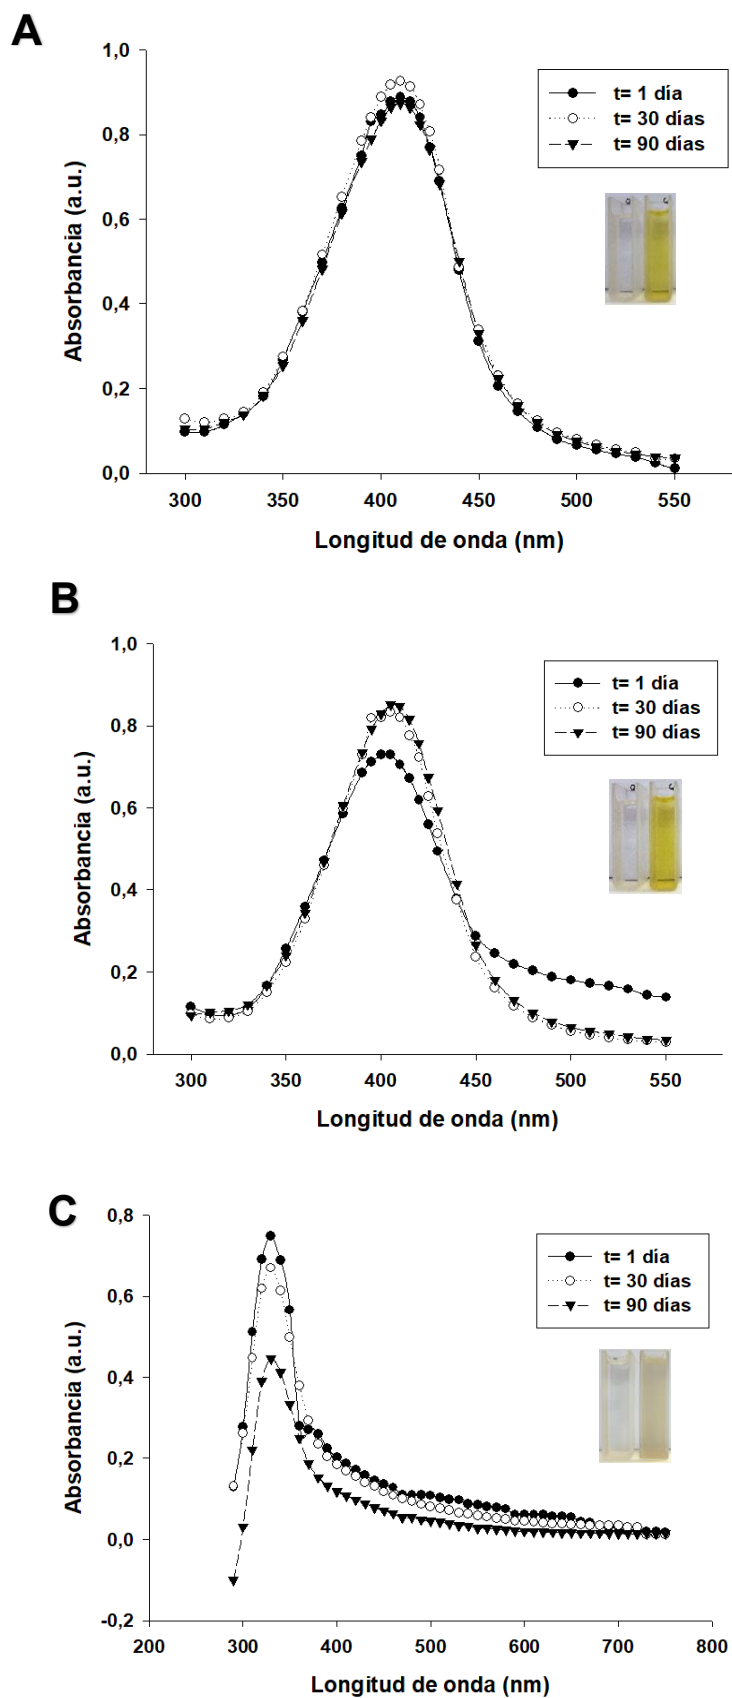 A
1,0
0,8
0,6
0,4
0,2
0,0
Absorbancia (a.u.)
t= 1 día
t= 30 días
t= 90 días
300 350 400 450 500 550
Longitud de onda (nm)
B
1,0
0,8
0,6
0,4
0,2
0,0
Absorbancia (a.u.)
t= 1 día
t= 30 días
t= 90 días
300 350 400 450 500 550
Longitud de onda (nm)
C
0,8
0,6
0,4
0,2
0,0
-0,2
Absorbancia (a.u.)
t= 1 día
t= 30 días
t= 90 días
200 300 400 500 600 700 800
Longitud de onda (nm)